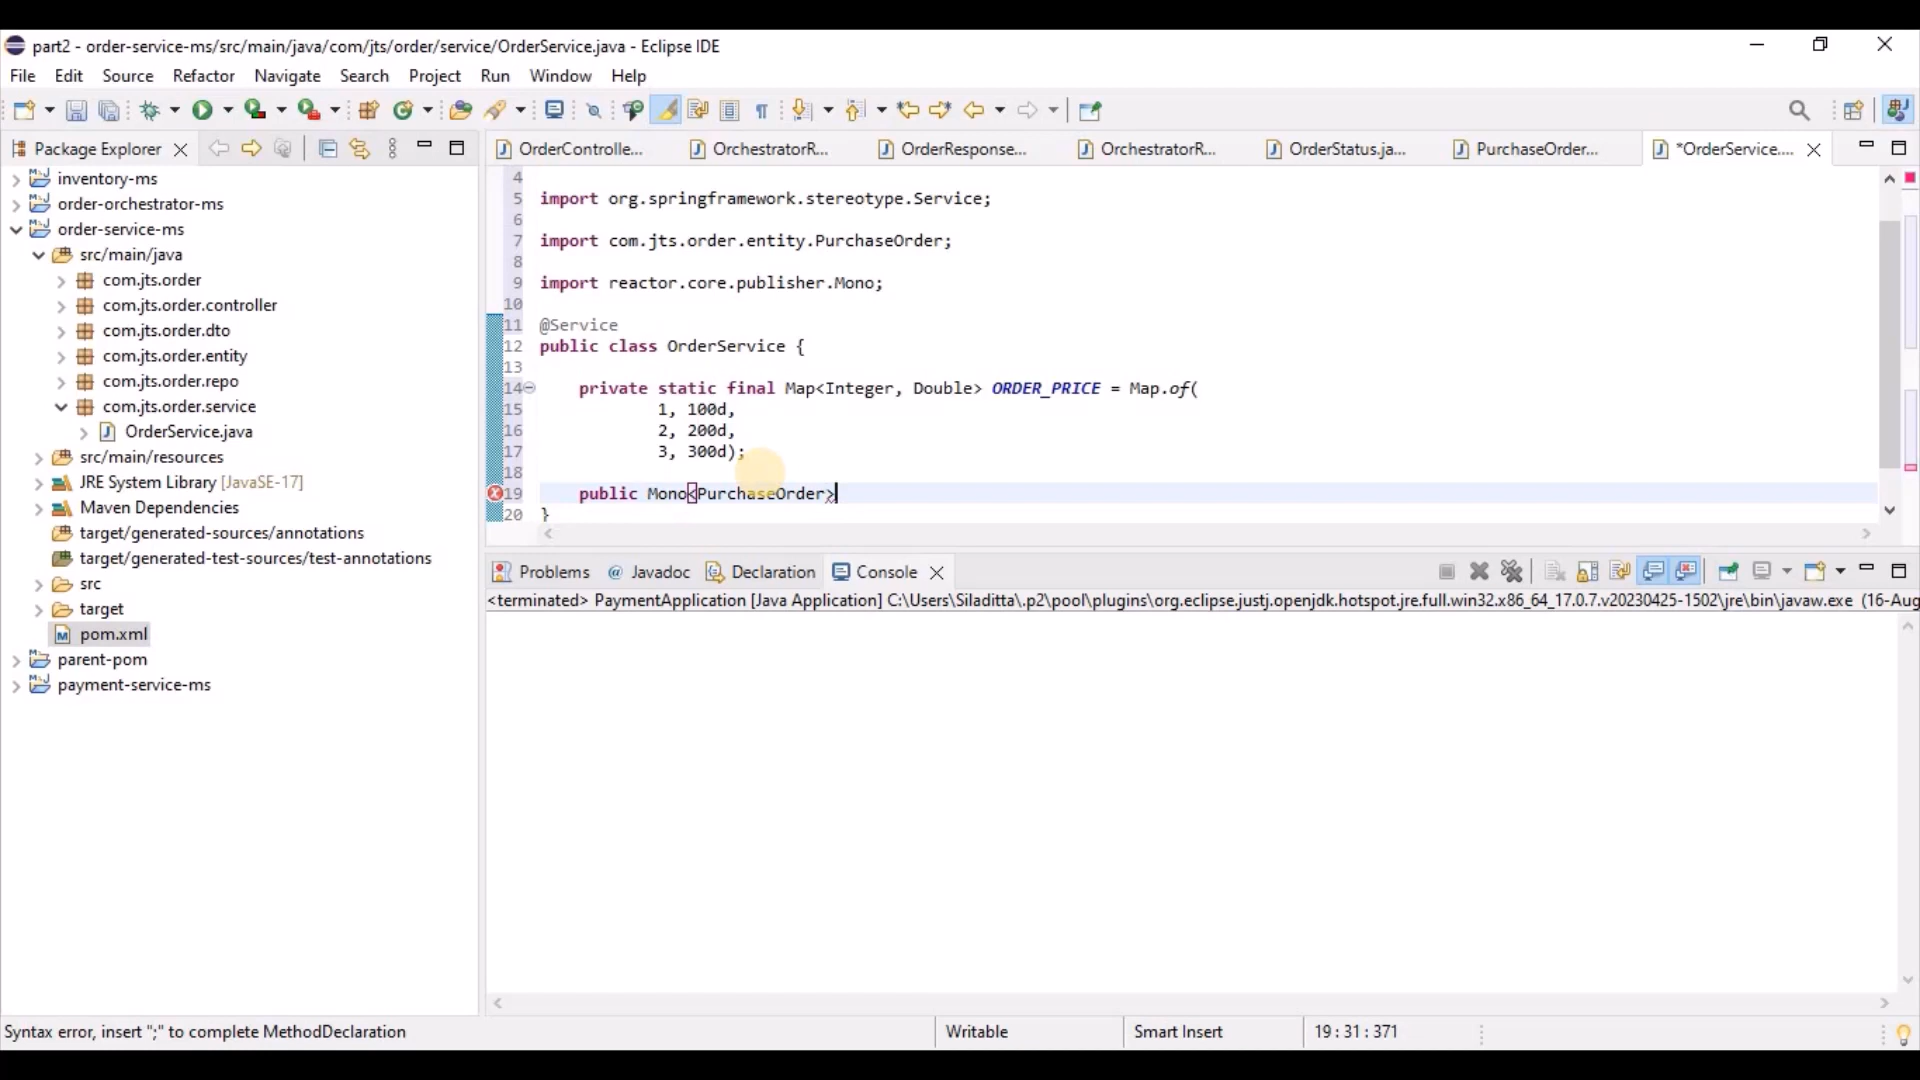 part2 - order-service-ms/src/main/java/com/jts/order/service/OrderService.java - Eclipse IDE
File Edit Source Refactor Navigate Search Project Run Window Help
Package Explorer
OrderControlle... OrchestratorR... OrderResponse... OrchestratorR... OrderStatus.ja... PurchaseOrder... *OrderService....
inventory-ms
order-orchestrator-ms
order-service-ms
src/main/java
com.jts.order
com.jts.order.controller
com.jts.order.dto
com.jts.order.entity
com.jts.order.repo
com.jts.order.service
OrderService.java
src/main/resources
JRE System Library [JavaSE-17]
Maven Dependencies
target/generated-sources/annotations
target/generated-test-sources/test-annotations
src
target
pom.xml
parent-pom
payment-service-ms
4
5 import org.springframework.stereotype.Service;
6
7 import com.jts.order.entity.PurchaseOrder;
8
9 import reactor.core.publisher.Mono;
10
11 @Service
12 public class OrderService {
13
14 private static final Map<Integer, Double> ORDER_PRICE = Map.of(
15 1, 100d,
16 2, 200d,
17 3, 300d);
18
19 public Mono<PurchaseOrder>
20 }
Problems @ Javadoc Declaration Console
<terminated> PaymentApplication [Java Application] C:\Users\Siladitta\.p2\pool\plugins\org.eclipse.justj.openjdk.hotspot.jre.full.win32.x86_64_17.0.7.v20230425-1502\jre\bin\javaw.exe (16-Aug
Syntax error, insert ";" to complete MethodDeclaration Writable Smart Insert 19 : 31 : 371